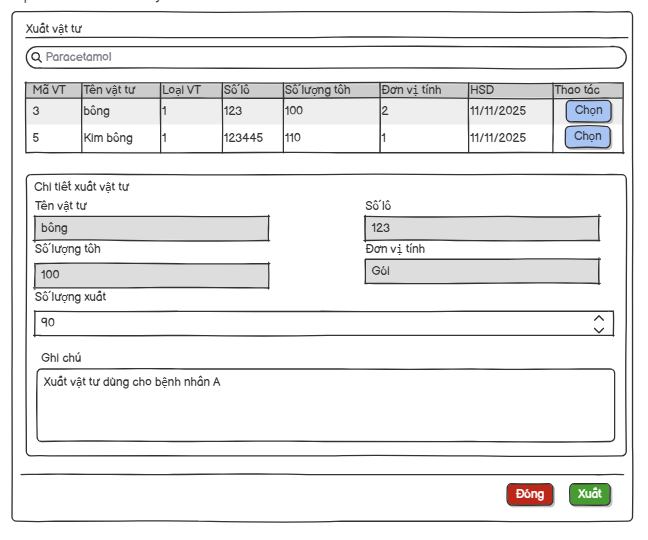 Xuất vật tư
Paracetamol
Mã VT Tên vật tư Loại VT Số lô Số lượng tồn Đơn vị tính HSD Thao tác
3 bông 1 123 100 2 11/11/2025 Chọn
5 Kim bông 1 123445 110 1 11/11/2025 Chọn
Chi tiết xuất vật tư
Tên vật tư Số lô
bông 123
Số lượng tồn Đơn vị tính
100 Gói
Số lượng xuất
90
Ghi chú
Xuất vật tư dùng cho bệnh nhân A
Đóng Xuất